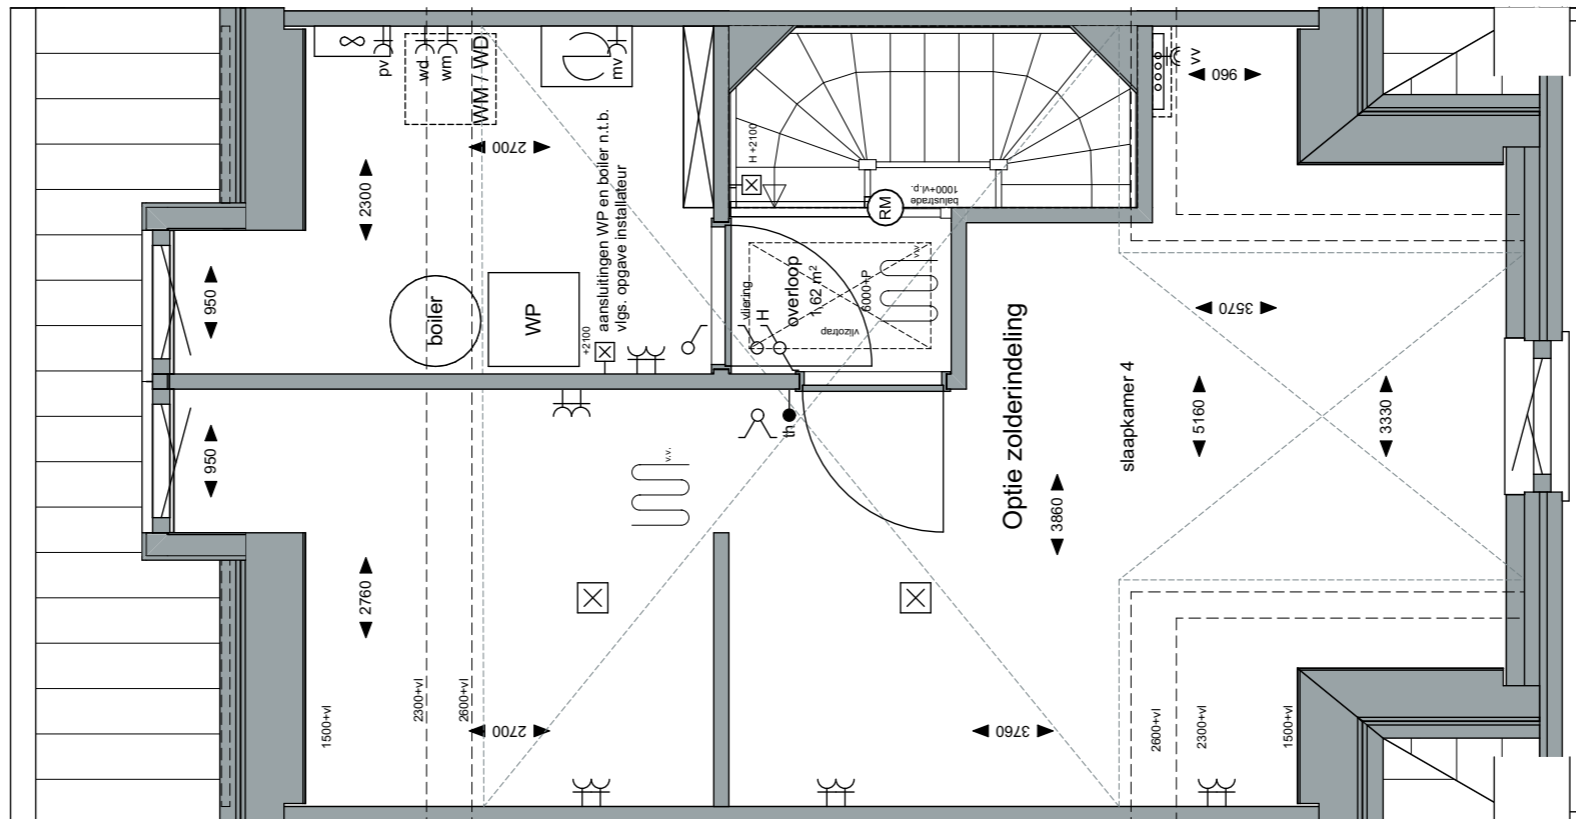 pv
wd
wm
WM / WD
mv
2700
aansluitingen WP en boiler n.t.b.
vlgs. opgave installateur
2300
950
boiler
WP
+2100
H +2100
RM
balustrade
1000+vl.p.
vv
960
vliering
H
overloop
1,62 m²
vlizotrap
6000+P
v.v.
3570
Optie zolderindeling
slaapkamer 4
5160
3330
3860
950
th
v.v.
2760
1500+vl
2300+vl
2600+vl
2700
3760
2600+vl
2300+vl
1500+vl